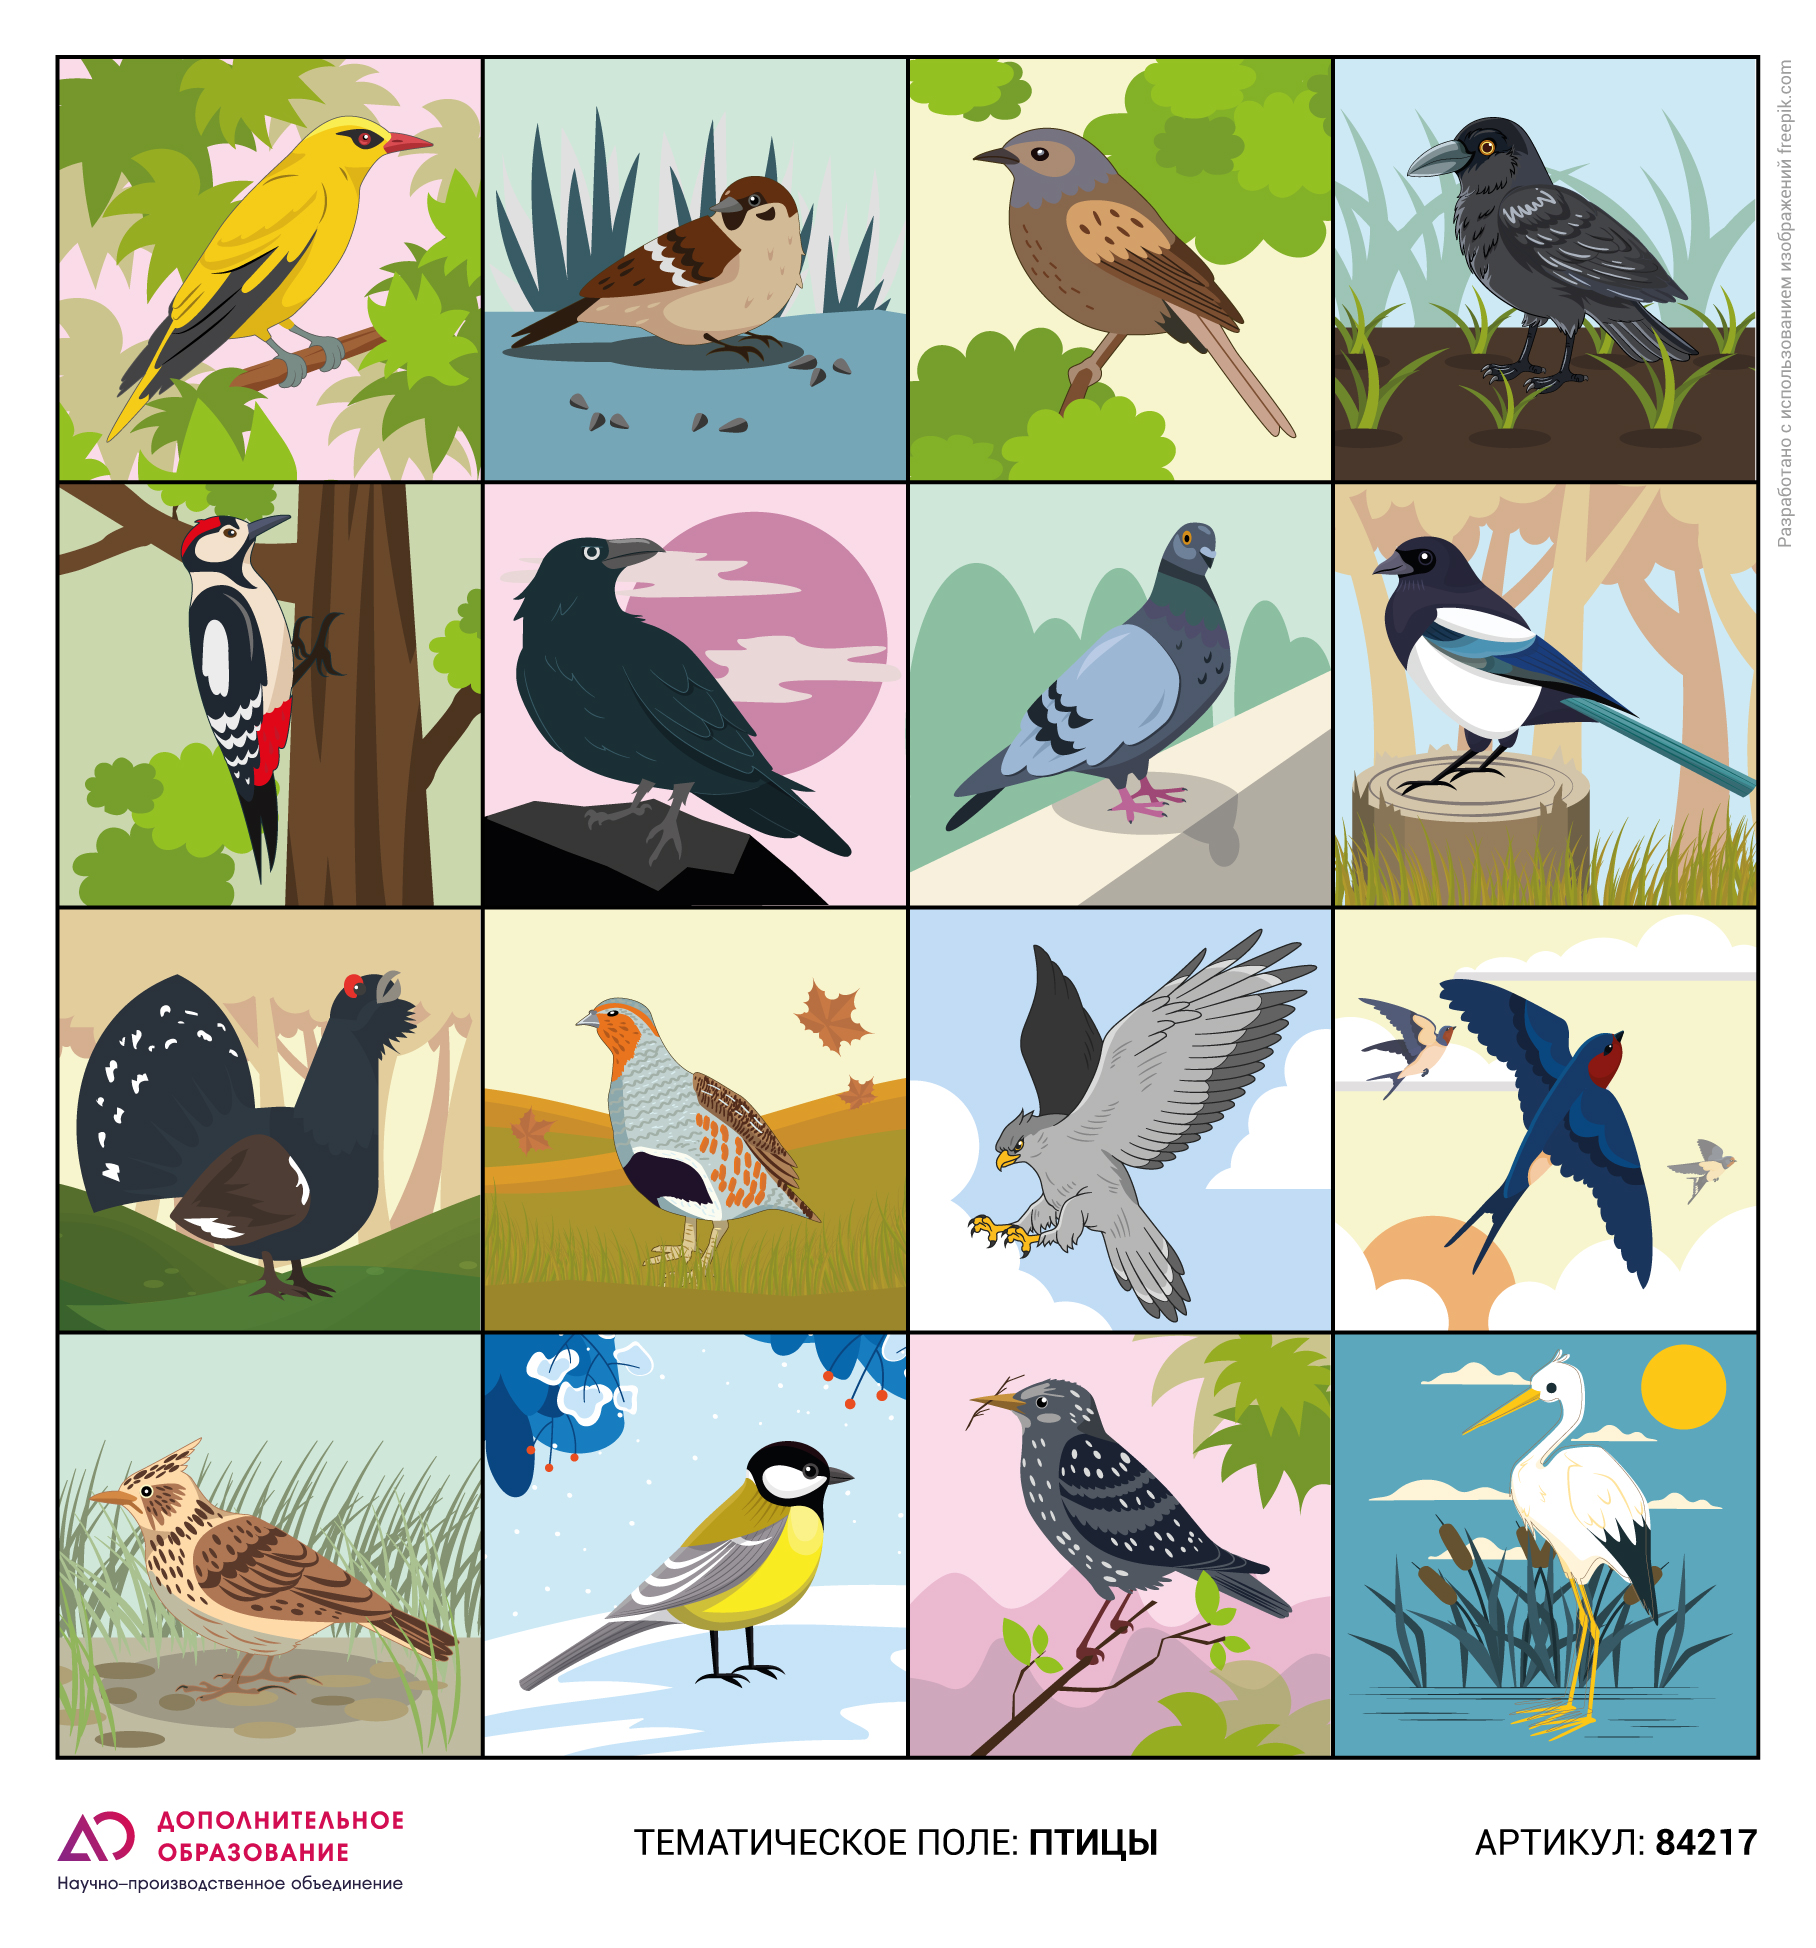 Разработано с использованием изображений freepik.com
ДОПОЛНИТЕЛЬНОЕ
ОБРАЗОВАНИЕ
Научно–производственное объединение
ТЕМАТИЧЕСКОЕ ПОЛЕ: ПТИЦЫ
АРТИКУЛ: 84217